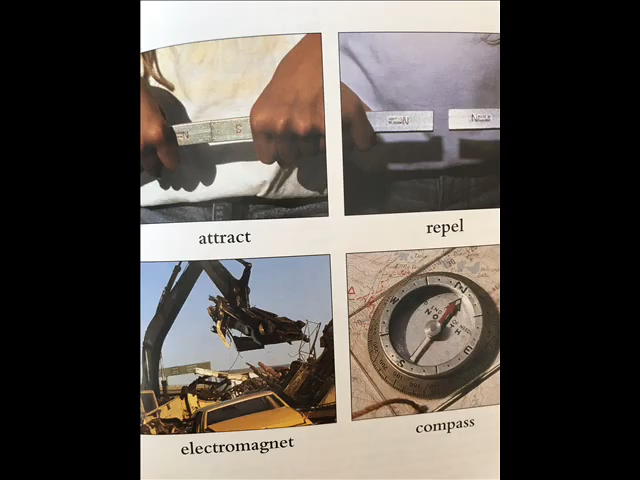 N S
N N
attract
repel
N
E
S
W
electromagnet
compass